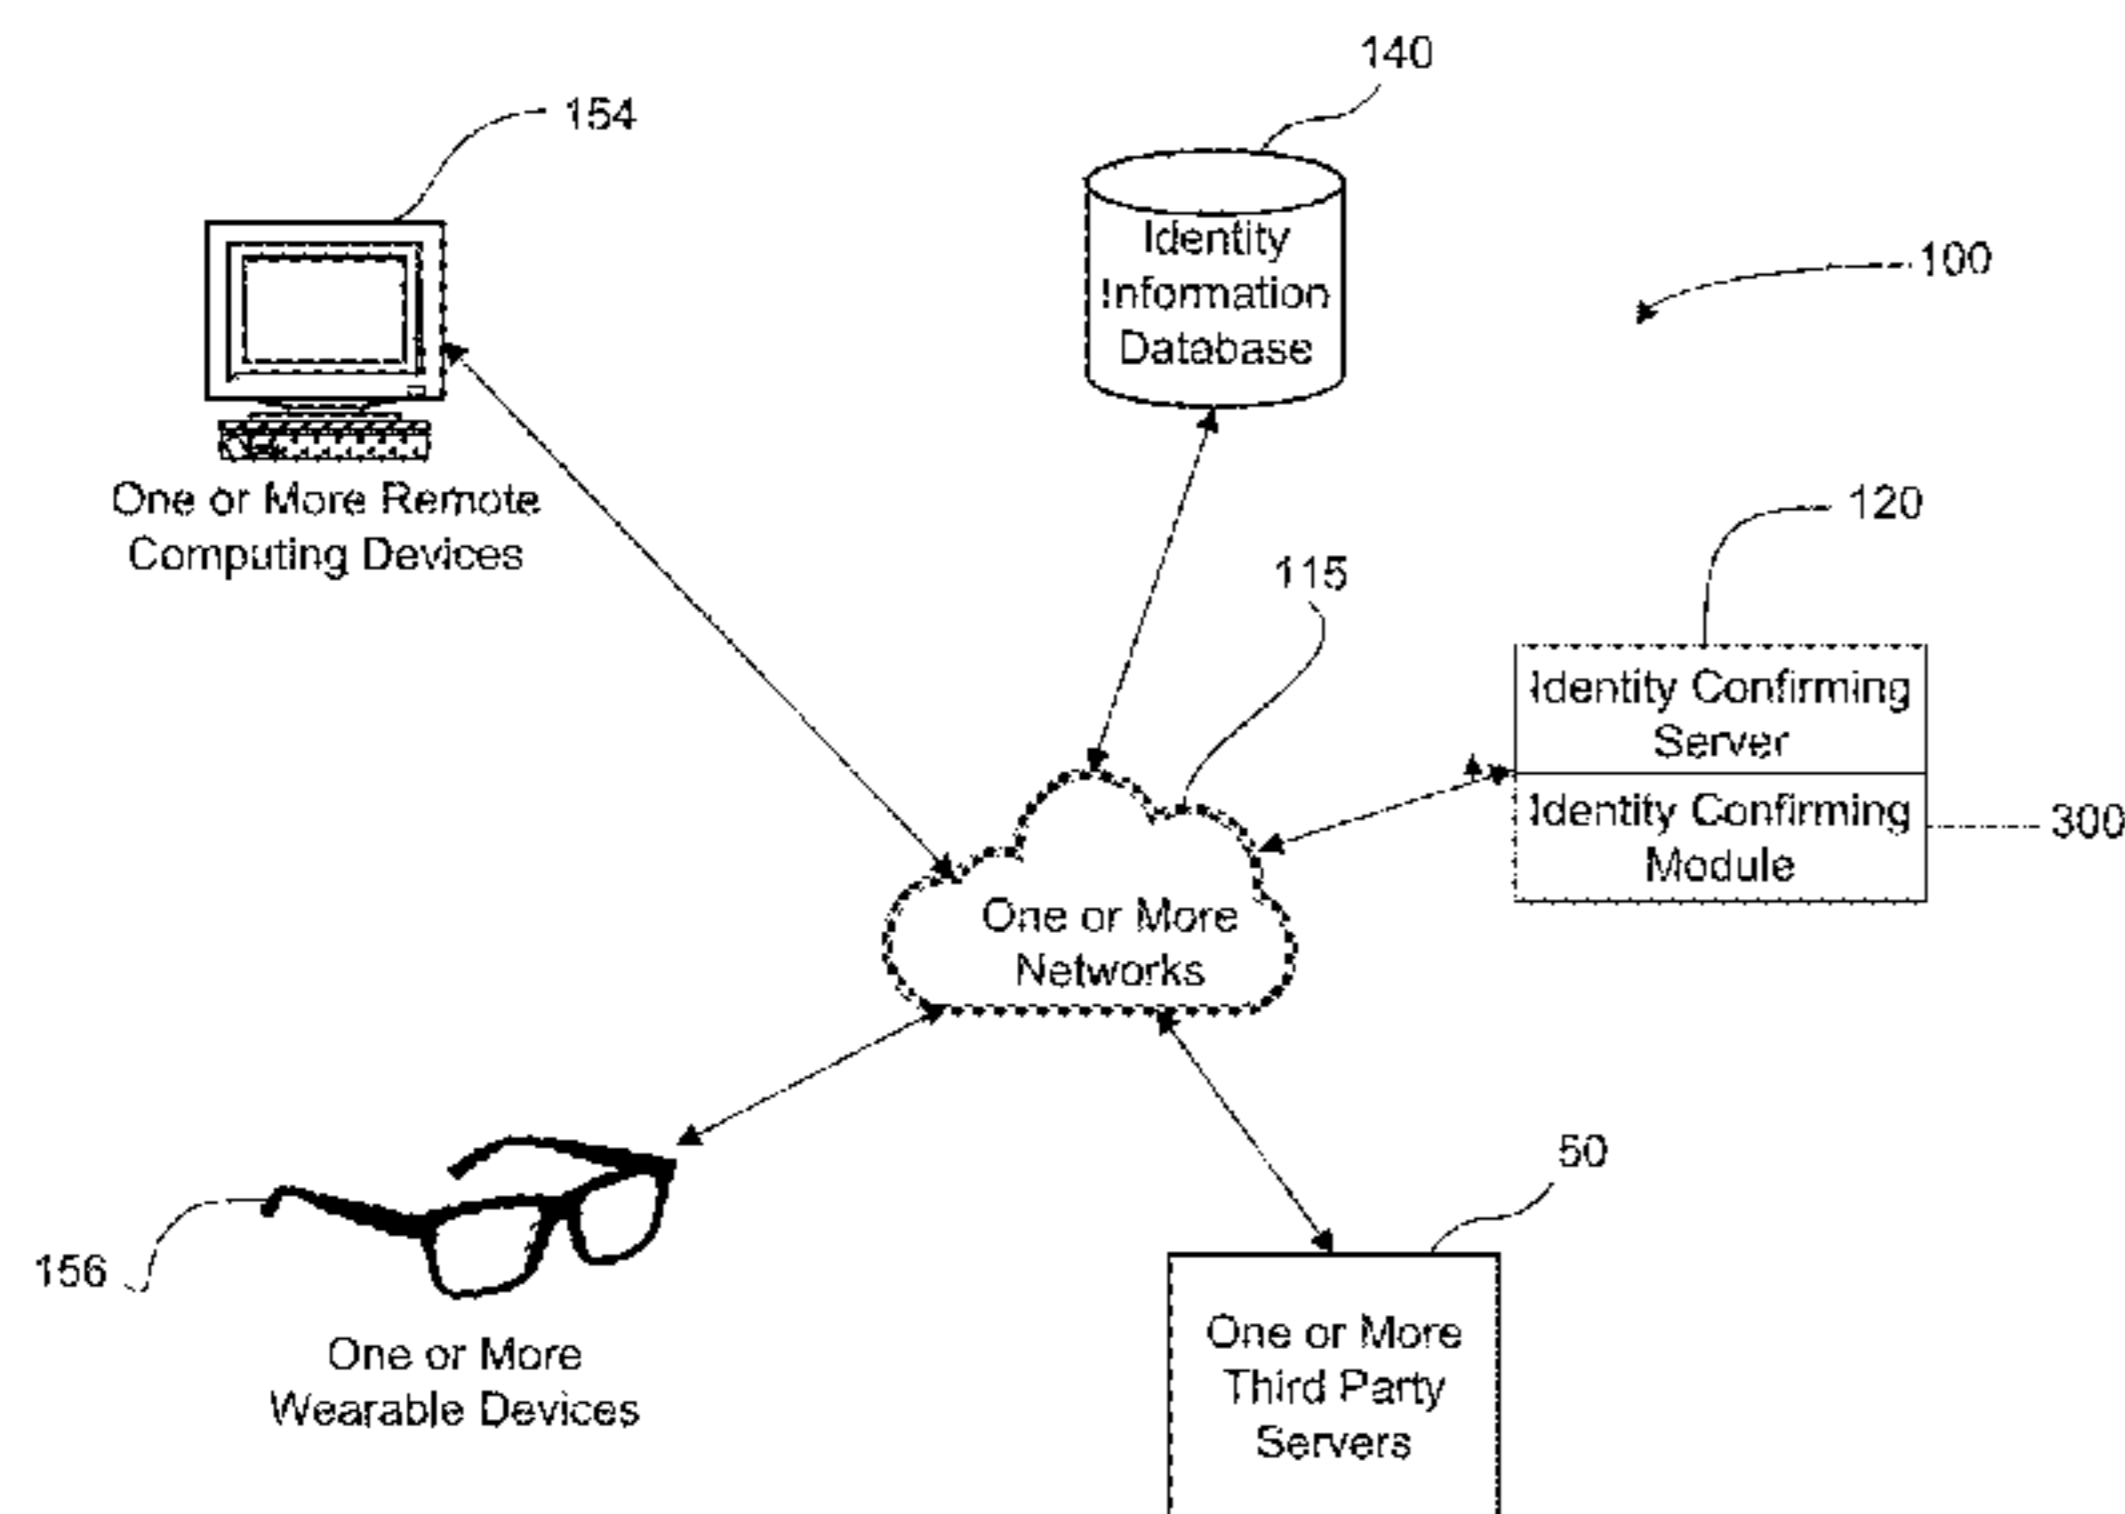 140
154
Identity
Information
Database
100
One or More Remote
Computing Devices
120
115
Identity Confirming
Server
Identity Confirming
Module
300
One or More
Networks
50
156
One or More
Wearable Devices
One or More
Third Party
Servers